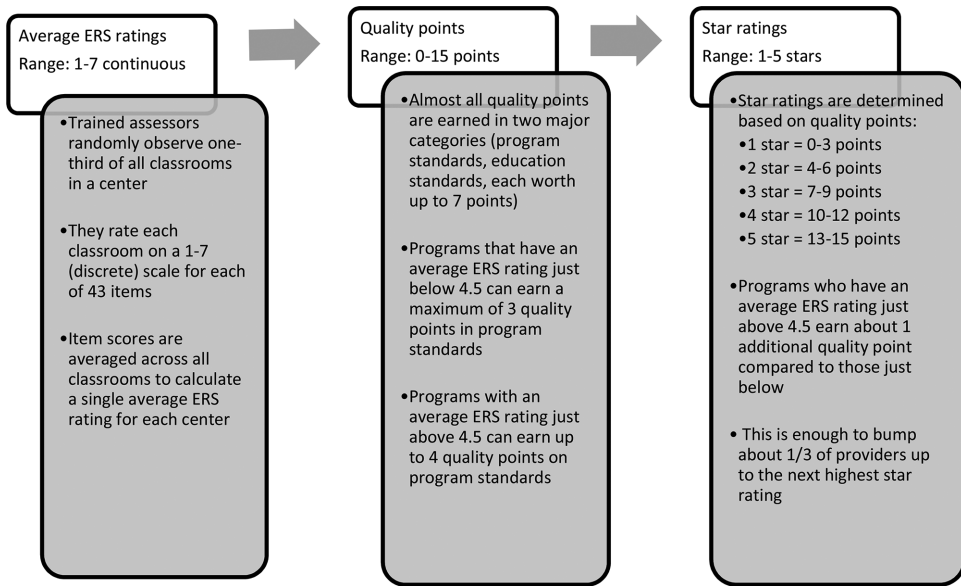 Average ERS ratings
Range: 1-7 continuous
•Trained assessors
randomly observe one-
third of all classrooms
in a center
•They rate each
classroom on a 1-7
(discrete) scale for each
of 43 items
•Item scores are
averaged across all
classrooms to calculate
a single average ERS
rating for each center
Quality points
Range: 0-15 points
•Almost all quality points
are earned in two major
categories (program
standards, education
standards, each worth
up to 7 points)
•Programs that have an
average ERS rating just
below 4.5 can earn a
maximum of 3 quality
points in program
standards
•Programs with an
average ERS rating just
above 4.5 can earn up
to 4 quality points on
program standards
Star ratings
Range: 1-5 stars
•Star ratings are determined
based on quality points:
•1 star = 0-3 points
•2 star = 4-6 points
•3 star = 7-9 points
•4 star = 10-12 points
•5 star = 13-15 points
•Programs who have an
average ERS rating just
above 4.5 earn about 1
additional quality point
compared to those just
below
• This is enough to bump
about 1/3 of providers up
to the next highest star
rating